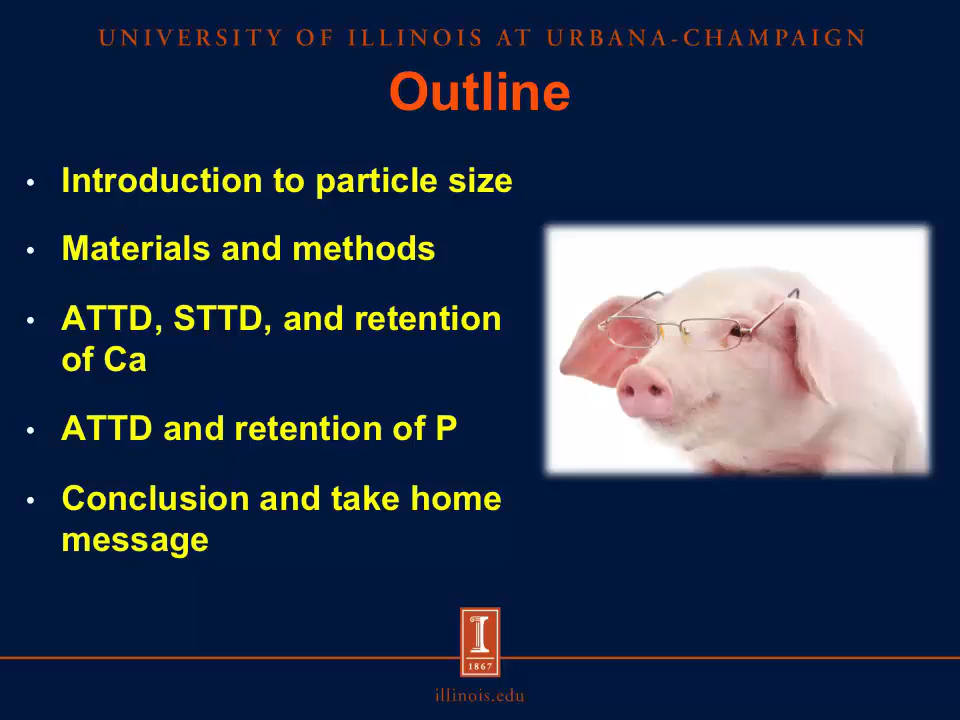 UNIVERSITY OF ILLINOIS AT URBANA-CHAMPAIGN
Outline
• Introduction to particle size
• Materials and methods
• ATTD, STTD, and retention
of Ca
• ATTD and retention of P
• Conclusion and take home
message
I
1867
illinois.edu